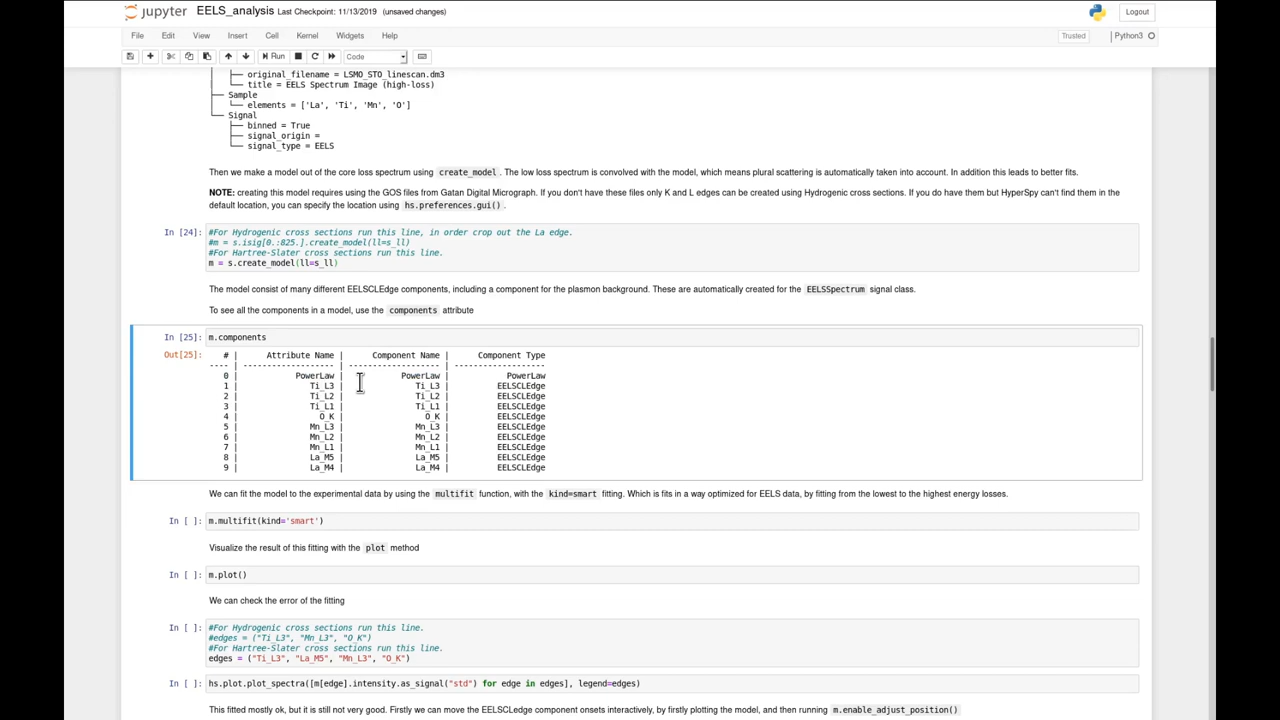 jupyter EELS_analysis Last Checkpoint: 11/13/2019 (unsaved changes) Logout
File Edit View Insert Cell Kernel Widgets Help Trusted Python3
Run Code
├── original_filename = LSMO_STO_linescan.dm3
└── title = EELS Spectrum Image (high-loss)
├── Sample
└── elements = ['La', 'Ti', 'Mn', 'O']
└── Signal
├── binned = True
├── signal_origin =
└── signal_type = EELS
Then we make a model out of the core loss spectrum using create_model . The low loss spectrum is convolved with the model, which means plural scattering is automatically taken into account. In addition this leads to better fits.
NOTE: creating this model requires using the GOS files from Gatan Digital Micrograph. If you don't have these files only K and L edges can be created using Hydrogenic cross sections. If you do have them but HyperSpy can't find them in the
default location, you can specify the location using hs.preferences.gui() .
In [24]: #For Hydrogenic cross sections run this line, in order crop out the La edge.
#m = s.isig[0.:825.].create_model(ll=s_ll)
#For Hartree-Slater cross sections run this line.
m = s.create_model(ll=s_ll)
The model consist of many different EELSCLEdge components, including a component for the plasmon background. These are automatically created for the EELSSpectrum signal class.
To see all the components in a model, use the components attribute
In [25]: m.components
Out[25]: # | Attribute Name | Component Name | Component Type
---- | ------------------ | ------------------ | ------------------
0 | PowerLaw | PowerLaw | PowerLaw
1 | Ti_L3 | Ti_L3 | EELSCLEdge
2 | Ti_L2 | Ti_L2 | EELSCLEdge
3 | Ti_L1 | Ti_L1 | EELSCLEdge
4 | O_K | O_K | EELSCLEdge
5 | Mn_L3 | Mn_L3 | EELSCLEdge
6 | Mn_L2 | Mn_L2 | EELSCLEdge
7 | Mn_L1 | Mn_L1 | EELSCLEdge
8 | La_M5 | La_M5 | EELSCLEdge
9 | La_M4 | La_M4 | EELSCLEdge
We can fit the model to the experimental data by using the multifit function, with the kind=smart fitting. Which is fits in a way optimized for EELS data, by fitting from the lowest to the highest energy losses.
In [ ]: m.multifit(kind='smart')
Visualize the result of this fitting with the plot method
In [ ]: m.plot()
We can check the error of the fitting
In [ ]: #For Hydrogenic cross sections run this line.
#edges = ("Ti_L3", "Mn_L3", "O_K")
#For Hartree-Slater cross sections run this line.
edges = ("Ti_L3", "La_M5", "Mn_L3", "O_K")
In [ ]: hs.plot.plot_spectra([m[edge].intensity.as_signal("std") for edge in edges], legend=edges)
This fitted mostly ok, but it is still not very good. Firstly we can move the EELSCLedge component onsets interactively, by firstly plotting the model, and then running m.enable_adjust_position()